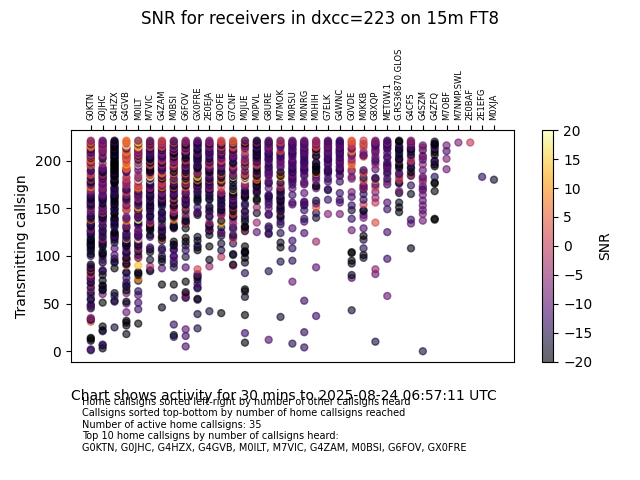 SNR for receivers in dxcc=223 on 15m FT8
G0KTN
G0JHC
G4HZX
G4GVB
M0ILT
M7VIC
G4ZAM
M0BSI
G6FOV
GX0FRE
2E0EJA
G0OFE
G7CNF
M0JUE
M0PVL
G8URE
M7MOK
M0RSU
M0NRG
M0HIH
G7ELK
G4WNC
G0VDE
M0KKB
G8XQP
MET0W.1
G.RS36870.GLOS
G4CFS
G4SZM
G4ZFQ
M7OBF
M7NMP.SWL
2E0BAF
2E1EFG
M0XJA
200
150
100
50
0
Transmitting callsign
20
15
10
5
0
−5
−10
−15
−20
SNR
Chart shows activity for 30 mins to 2025-08-24 06:57:11 UTC
Home callsigns sorted left-right by number of other callsigns heard
Callsigns sorted top-bottom by number of home callsigns reached
Number of active home callsigns: 35
Top 10 home callsigns by number of callsigns heard:
G0KTN, G0JHC, G4HZX, G4GVB, M0ILT, M7VIC, G4ZAM, M0BSI, G6FOV, GX0FRE